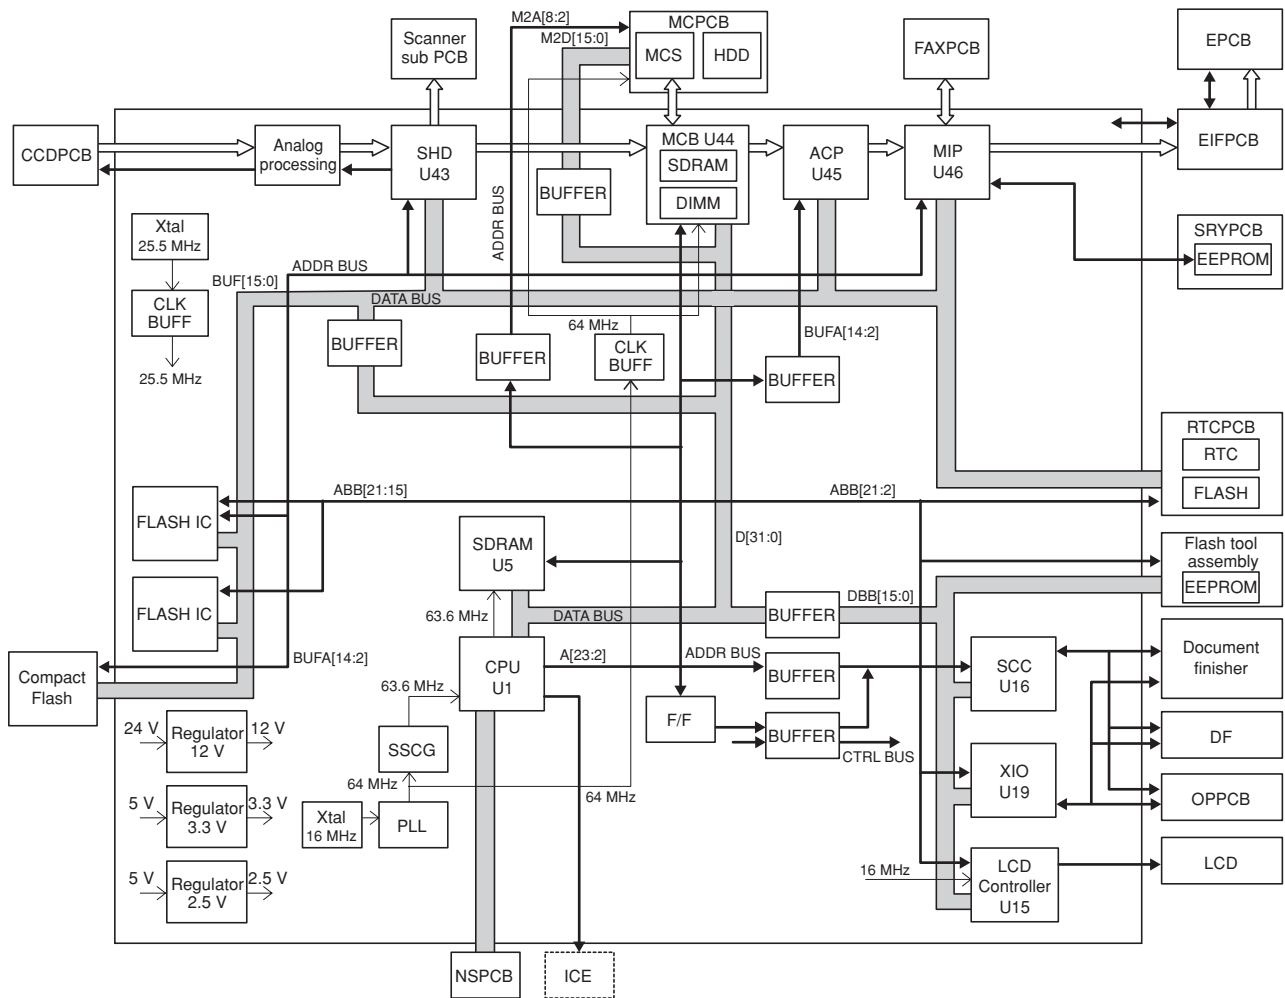 M2A[8:2]
MCPCB
MCS
HDD
Scanner
sub PCB
M2D[15:0]
FAXPCB
EPCB
CCDPCB
Analog
processing
SHD
U43
MCB U44
SDRAM
DIMM
ACP
U45
MIP
U46
EIFPCB
BUFFER
ADDR BUS
Xtal
25.5 MHz
SRYPCB
EEPROM
ADDR BUS
BUF[15:0]
DATA BUS
CLK
BUFF
25.5 MHz
64 MHz
BUFA[14:2]
BUFFER
BUFFER
CLK
BUFF
BUFFER
RTCPCB
RTC
FLASH
ABB[21:15]
ABB[21:2]
FLASH IC
SDRAM
U5
D[31:0]
Flash tool
assembly
EEPROM
FLASH IC
63.6 MHz
DATA BUS
BUFFER
DBB[15:0]
BUFA[14:2]
Compact
Flash
CPU
U1
A[23:2]
ADDR BUS
BUFFER
SCC
U16
Document
finisher
63.6 MHz
24 V
Regulator
12 V
12 V
SSCG
F/F
BUFFER
CTRL BUS
DF
64 MHz
64 MHz
XIO
U19
OPPCB
5 V
Regulator
3.3 V
3.3 V
Xtal
16 MHz
PLL
5 V
Regulator
2.5 V
2.5 V
16 MHz
LCD
Controller
U15
LCD
NSPCB
ICE